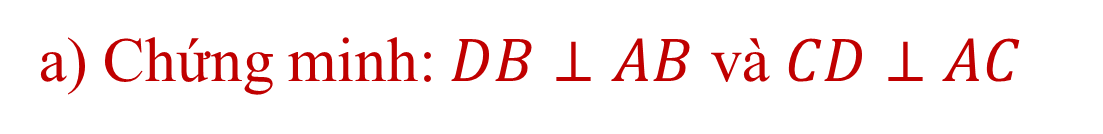 a) Chứng minh: DB ⊥ AB và CD ⊥ AC